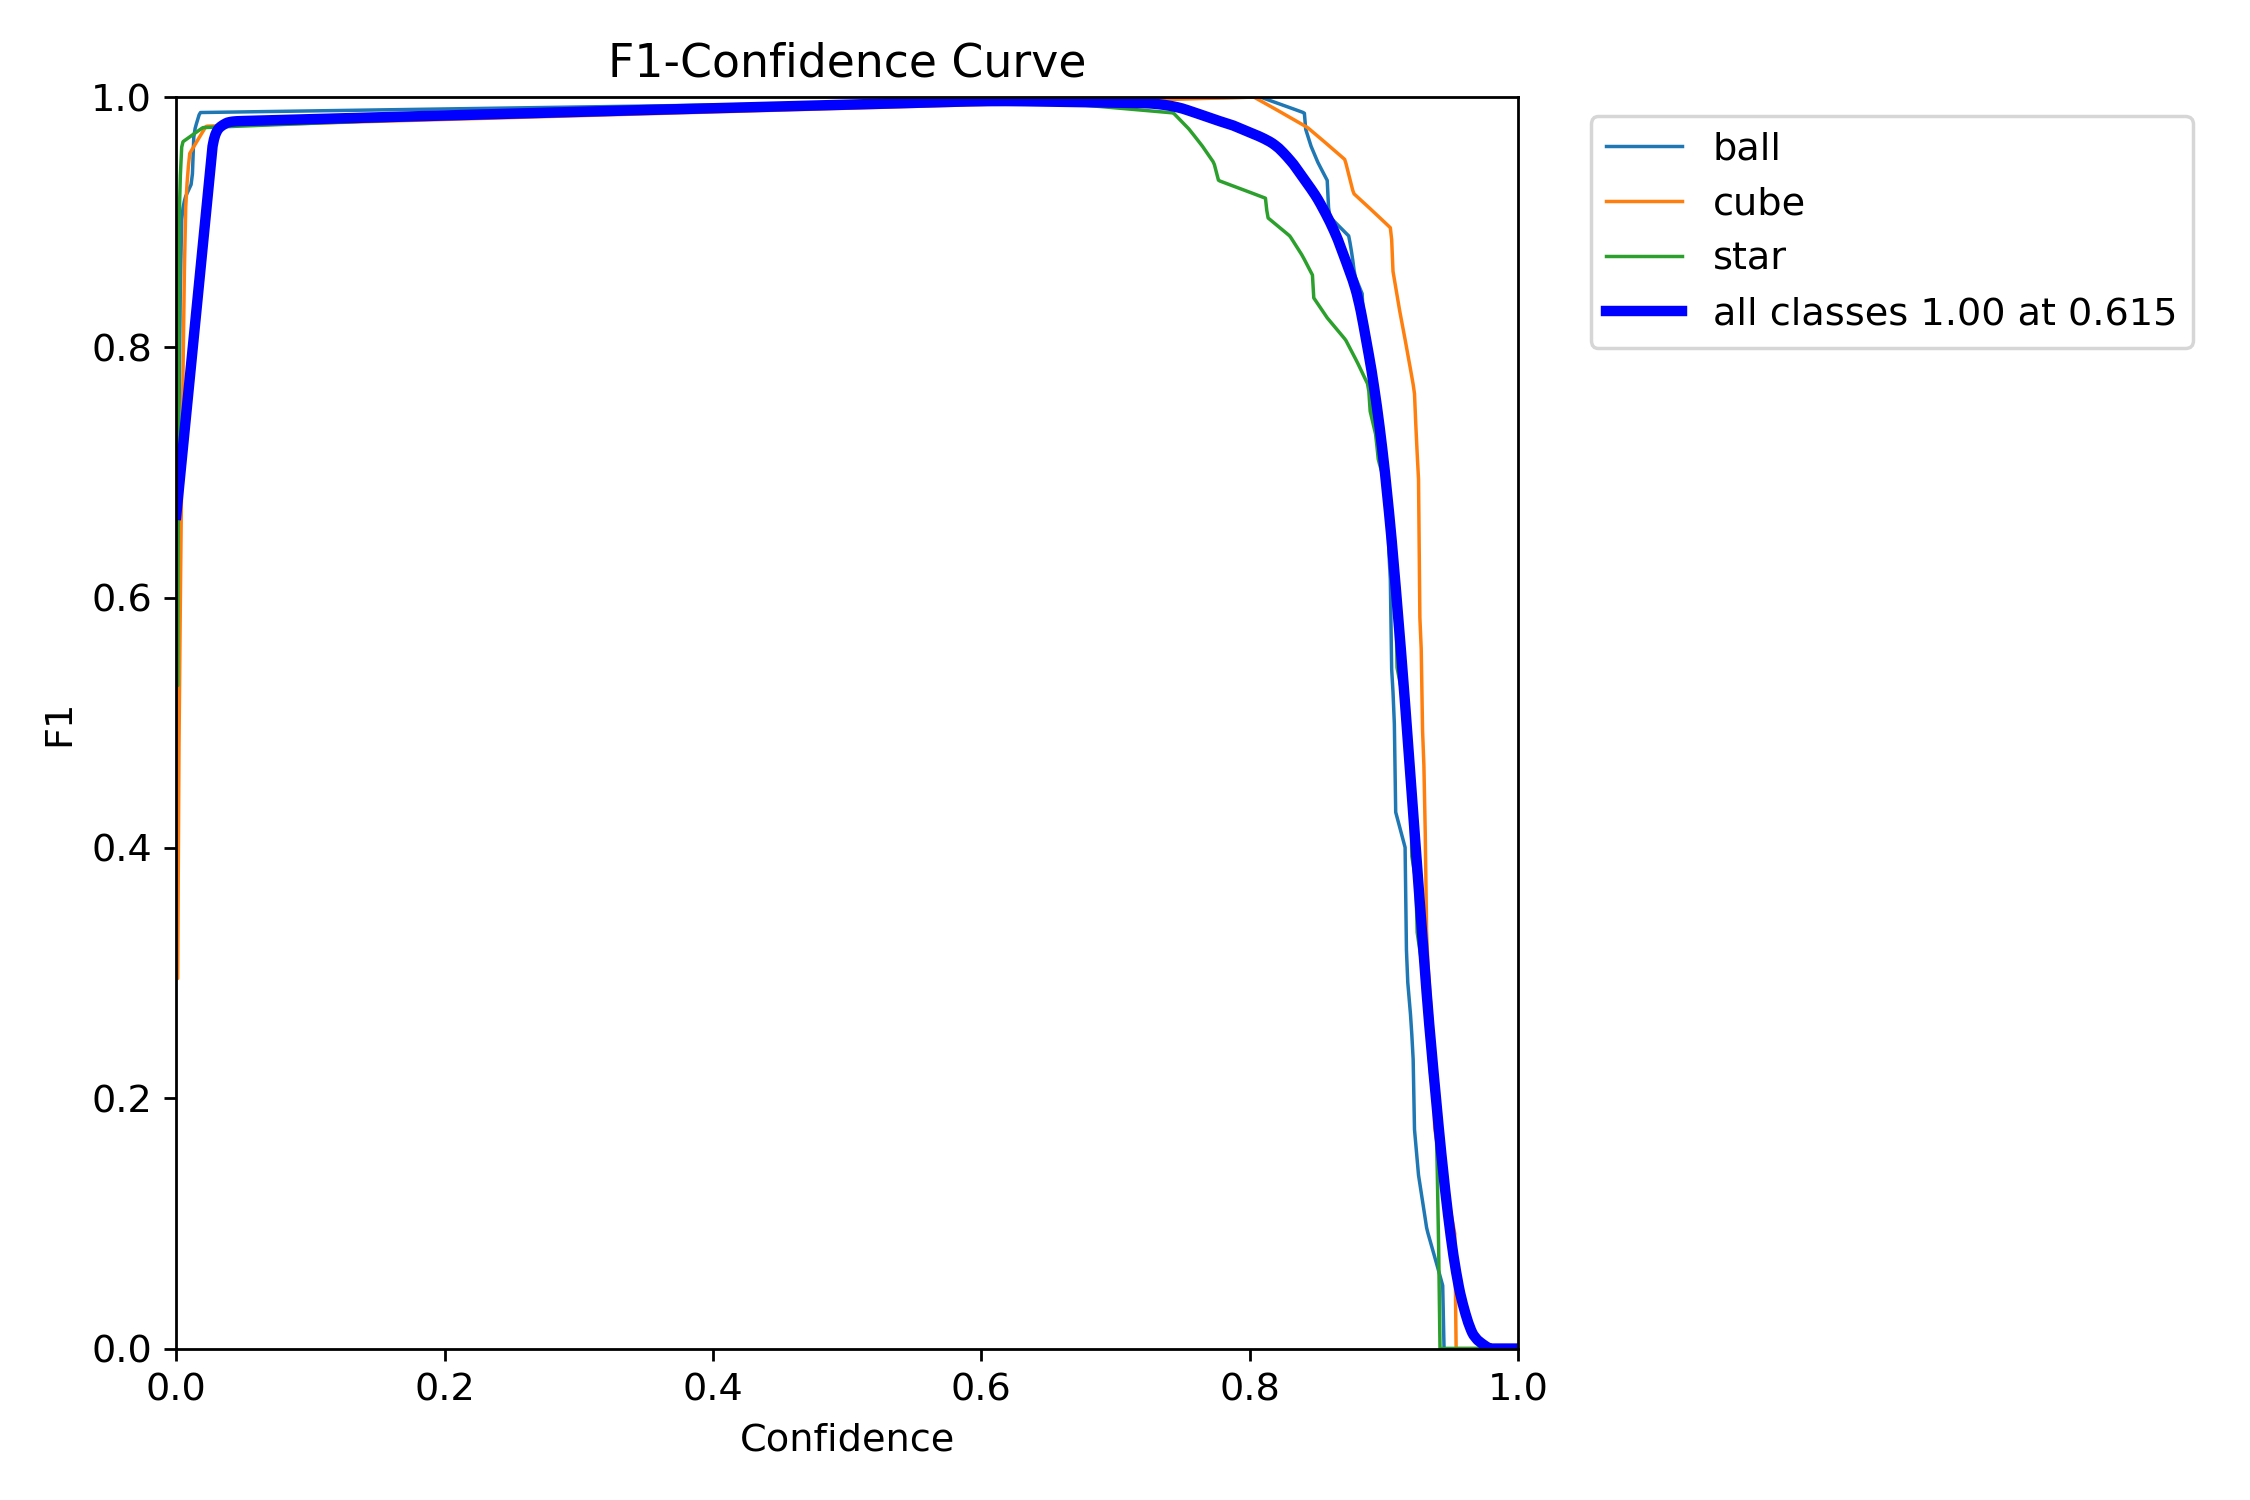 F1-Confidence Curve
1.0
0.8
0.6
0.4
0.2
0.0
F1
0.0 0.2 0.4 0.6 0.8 1.0
Confidence
ball
cube
star
all classes 1.00 at 0.615